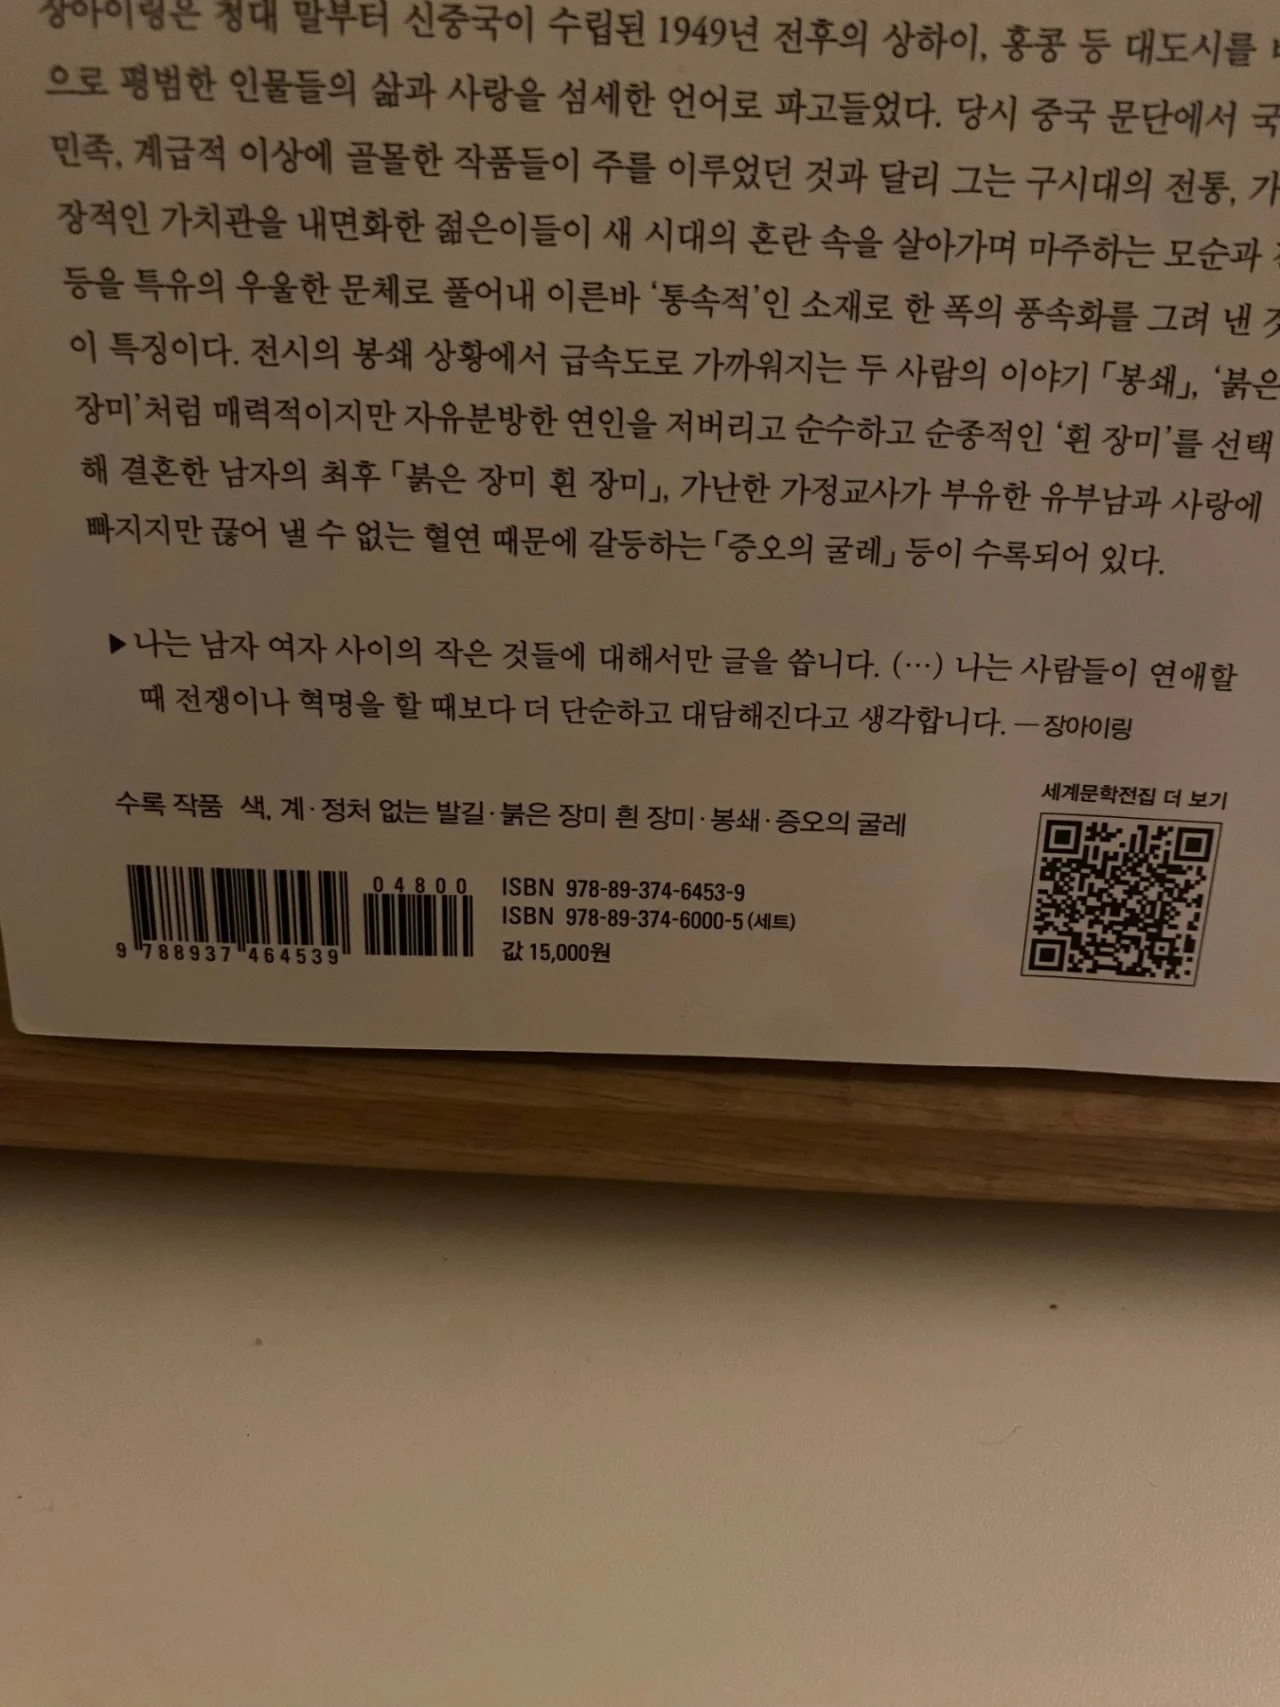 장아이링은 청대 말부터 신중국이 수립된 1949년 전후의 상하이, 홍콩 등 대도시를
으로 평범한 인물들의 삶과 사랑을 섬세한 언어로 파고들었다. 당시 중국 문단에서 국
민족, 계급적 이상에 골몰한 작품들이 주를 이루었던 것과 달리 그는 구시대의 전통, 가
장적인 가치관을 내면화한 젊은이들이 새 시대의 혼란 속을 살아가며 마주하는 모순과
등을 특유의 우울한 문체로 풀어내 이른바 ‘통속적’인 소재로 한 폭의 풍속화를 그려 낸 것
이 특징이다. 전시의 봉쇄 상황에서 급속도로 가까워지는 두 사람의 이야기 「봉쇄」, ‘붉은
장미’처럼 매력적이지만 자유분방한 연인을 저버리고 순수하고 순종적인 ‘흰 장미’를 선택
해 결혼한 남자의 최후 「붉은 장미 흰 장미」, 가난한 가정교사가 부유한 유부남과 사랑에
빠지지만 끊어 낼 수 없는 혈연 때문에 갈등하는 「증오의 굴레」 등이 수록되어 있다.
▶ 나는 남자 여자 사이의 작은 것들에 대해서만 글을 씁니다. (…) 나는 사람들이 연애할
때 전쟁이나 혁명을 할 때보다 더 단순하고 대담해진다고 생각합니다. — 장아이링
수록 작품 색, 계·정처 없는 발길·붉은 장미 흰 장미·봉쇄·증오의 굴레
세계문학전집 더 보기
04800
9 788937 464539
ISBN 978-89-374-6453-9
ISBN 978-89-374-6000-5 (세트)
값 15,000원